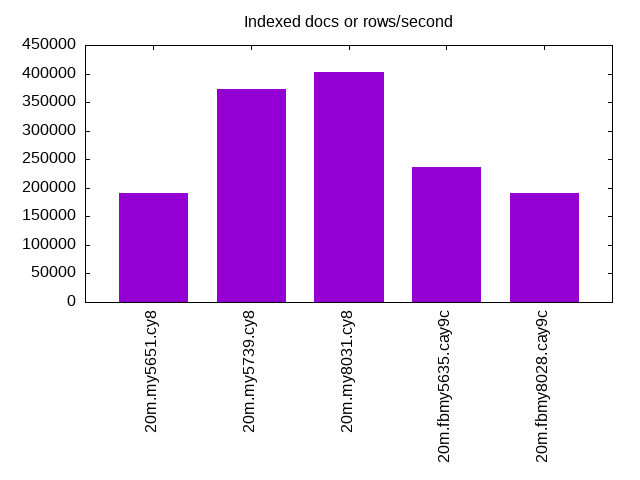 Indexed docs or rows/second
450000
400000
350000
300000
250000
200000
150000
100000
50000
0
20m.my5651.cy8
20m.my5739.cy8
20m.my8031.cy8
20m.fbmy5635.cay9c
20m.fbmy8028.cay9c